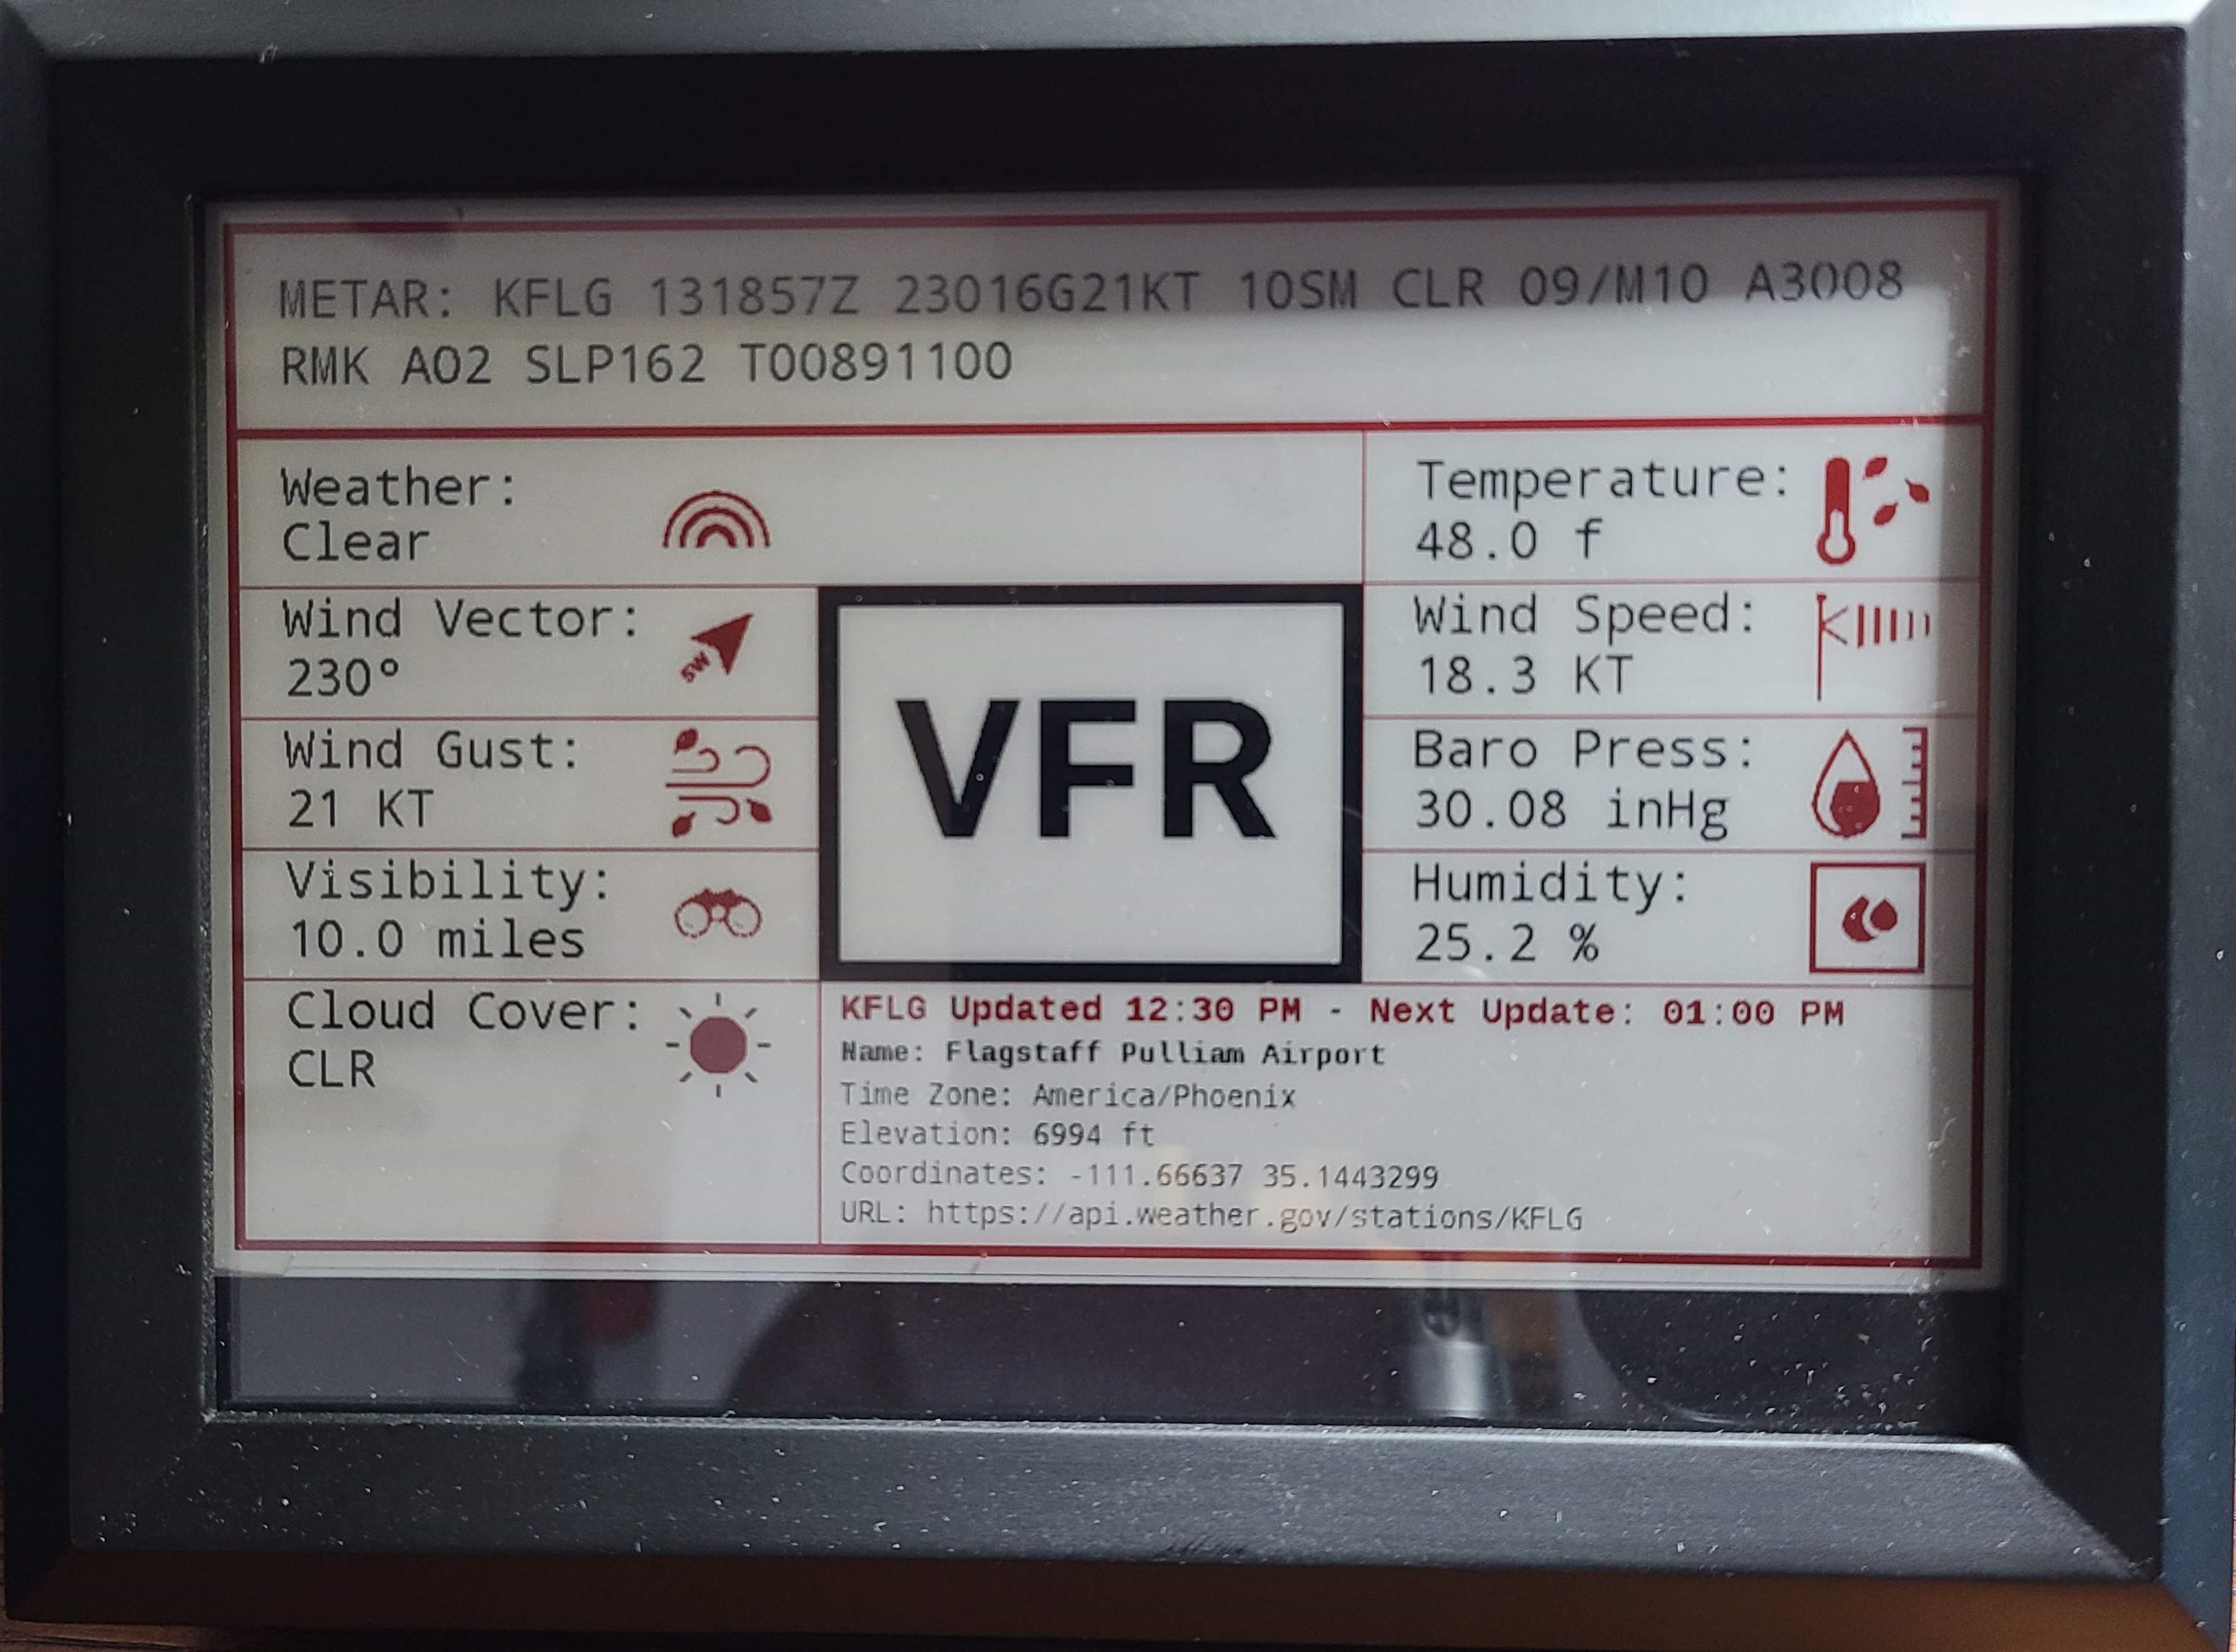 METAR: KFLG 131857Z 23016G21KT 10SM CLR 09/M10 A3008
RMK AO2 SLP162 T00891100
Weather:
Clear
Temperature:
48.0 f
Wind Vector:
230°
SW
Wind Speed:
18.3 KT
Wind Gust:
21 KT
VFR
Baro Press:
30.08 inHg
Visibility:
10.0 miles
Humidity:
25.2 %
Cloud Cover:
CLR
KFLG Updated 12:30 PM - Next Update: 01:00 PM
Name: Flagstaff Pulliam Airport
Time Zone: America/Phoenix
Elevation: 6994 ft
Coordinates: -111.66637 35.1443299
URL: https://api.weather.gov/stations/KFLG